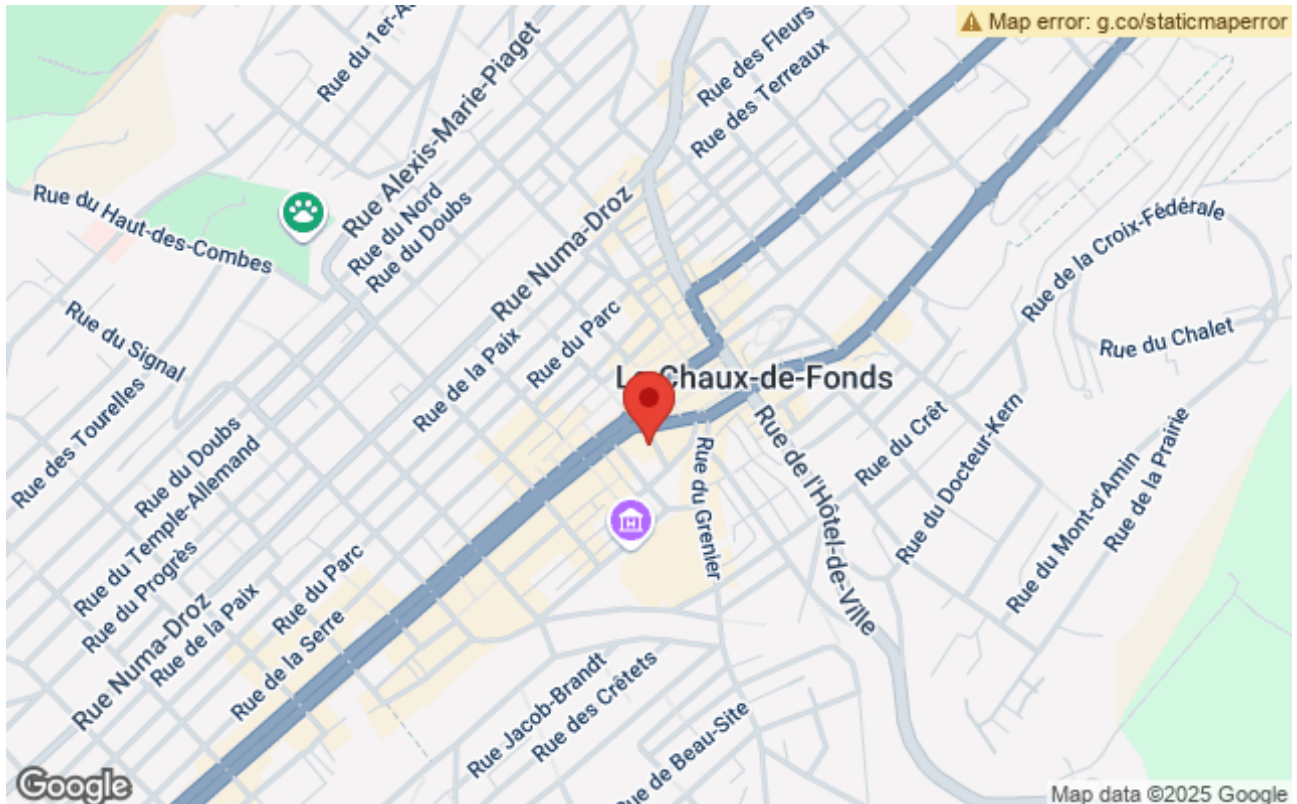 Map error: g.co/staticmaperror
Rue du 1er-A
Rue Alexis-Marie-Piaget
Rue des Fleurs
Rue des Terreaux
Rue du Haut-des-Combes
Rue du Nord
Rue du Doubs
Rue Numa-Droz
Rue de la Croix-Fédérale
Rue du Signal
Rue de la Paix
Rue du Parc
Rue du Chalet
La Chaux-de-Fonds
Rue des Tourelles
Rue du Doubs
Rue du Temple-Allemand
Rue du Progrès
Rue Numa-Droz
Rue de la Paix
Rue du Parc
Rue de la Serre
Rue du Grenier
Rue de l'Hôtel-de-Ville
Rue du Crêt
Rue du Docteur-Kern
Rue du Mont-d'Amin
Rue de la Prairie
Rue Jacob-Brandt
Rue des Crêtets
Rue de Beau-Site
Google
Map data ©2025 Google